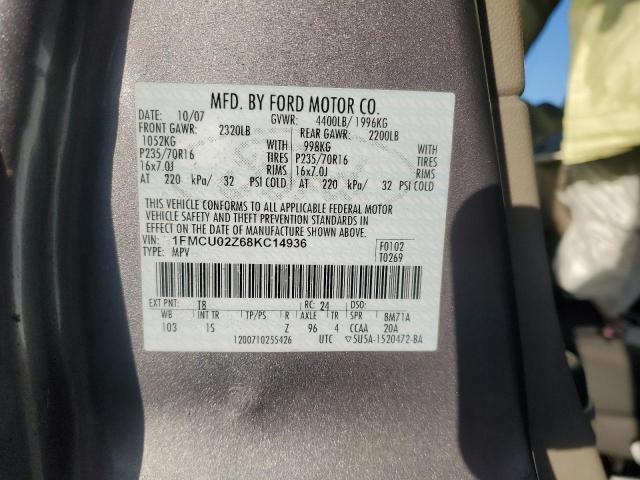 MFD. BY FORD MOTOR CO.
DATE: 10/07 GVWR: 4400LB/ 1996KG
FRONT GAWR: 2320LB REAR GAWR: 2200LB
1052KG WITH 998KG WITH
P235/70R16 TIRES P235/70R16 TIRES
16x7.0J RIMS 16x7.0J RIMS
AT 220 kPa/ 32 PSI COLD AT 220 kPa/ 32 PSI COLD
THIS VEHICLE CONFORMS TO ALL APPLICABLE FEDERAL MOTOR
VEHICLE SAFETY AND THEFT PREVENTION STANDARDS IN
EFFECT ON THE DATE OF MANUFACTURE SHOWN ABOVE.
VIN: 1FMCU02Z68KC14936 F0102
TYPE: MPV T0269
EXT PNT: T8 RC: 24 DSO:
WB INT TR TP/PS R AXLE TR SPR 8M71A
103 1S Z 96 4 CCAA 20A
1200710255426 UTC ▽5U5A-1520472-BA